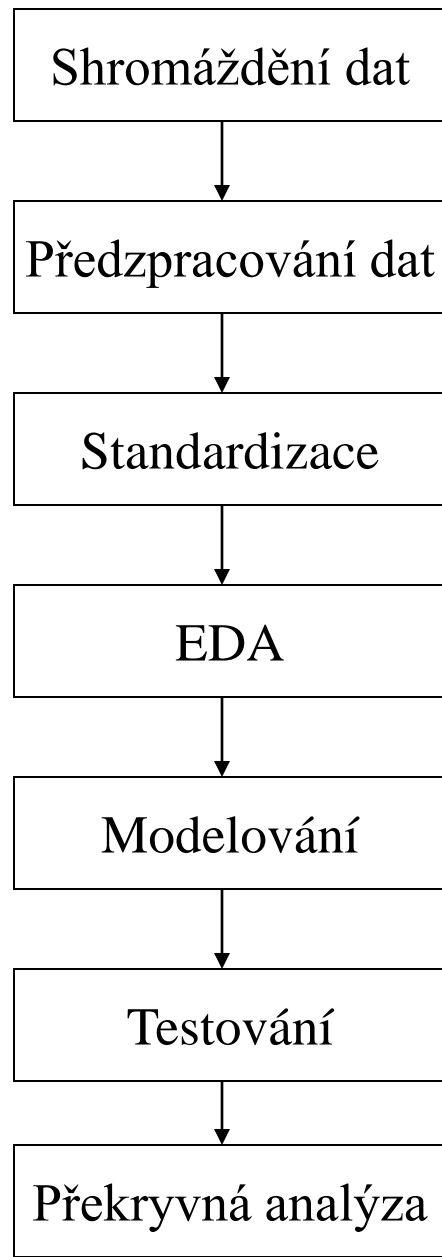 Shromáždění dat
Předzpracování dat
Standardizace
EDA
Modelování
Testování
Překryvná analýza